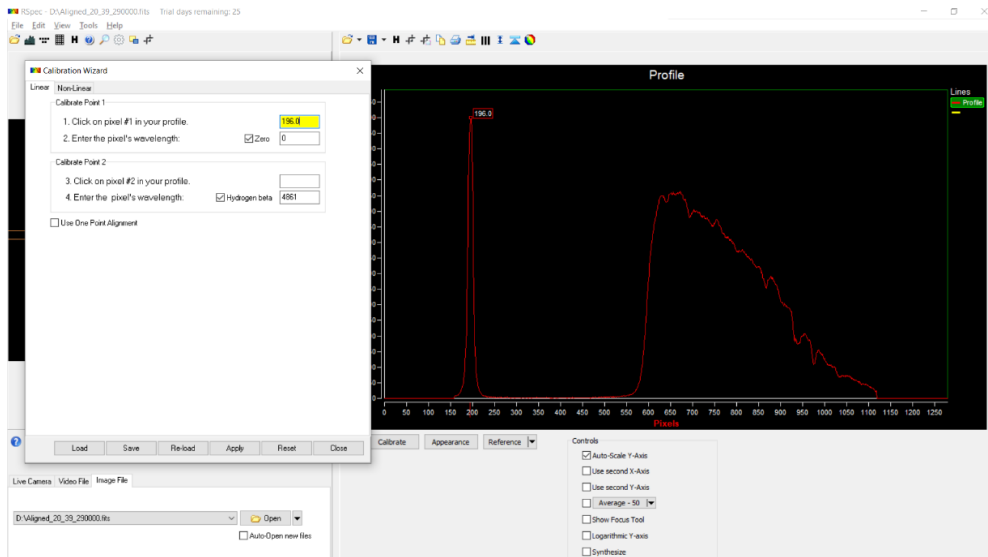 RSpec - D:\Aligned_20_39_290000.fits    Trial days remaining: 25
File Edit View Tools Help
Calibration Wizard
Linear Non-Linear
Calibrate Point 1
1. Click on pixel #1 in your profile. 196.0
2. Enter the pixel's wavelength: Zero 0
Calibrate Point 2
3. Click on pixel #2 in your profile.
4. Enter the pixel's wavelength: Hydrogen beta 4861
Use One Point Alignment
Load Save Re-load Apply Reset Close
Profile
Lines
Profile
196.0
0 50 100 150 200 250 300 350 400 450 500 550 600 650 700 750 800 850 900 950 1000 1050 1100 1150 1200 1250
Pixels
Calibrate Appearance Reference
Controls
Auto-Scale Y-Axis
Use second X-Axis
Use second Y-Axis
Average - 50
Show Focus Tool
Logarithmic Y-axis
Synthesize
Live Camera Video File Image File
D:\Aligned_20_39_290000.fits Open
Auto-Open new files